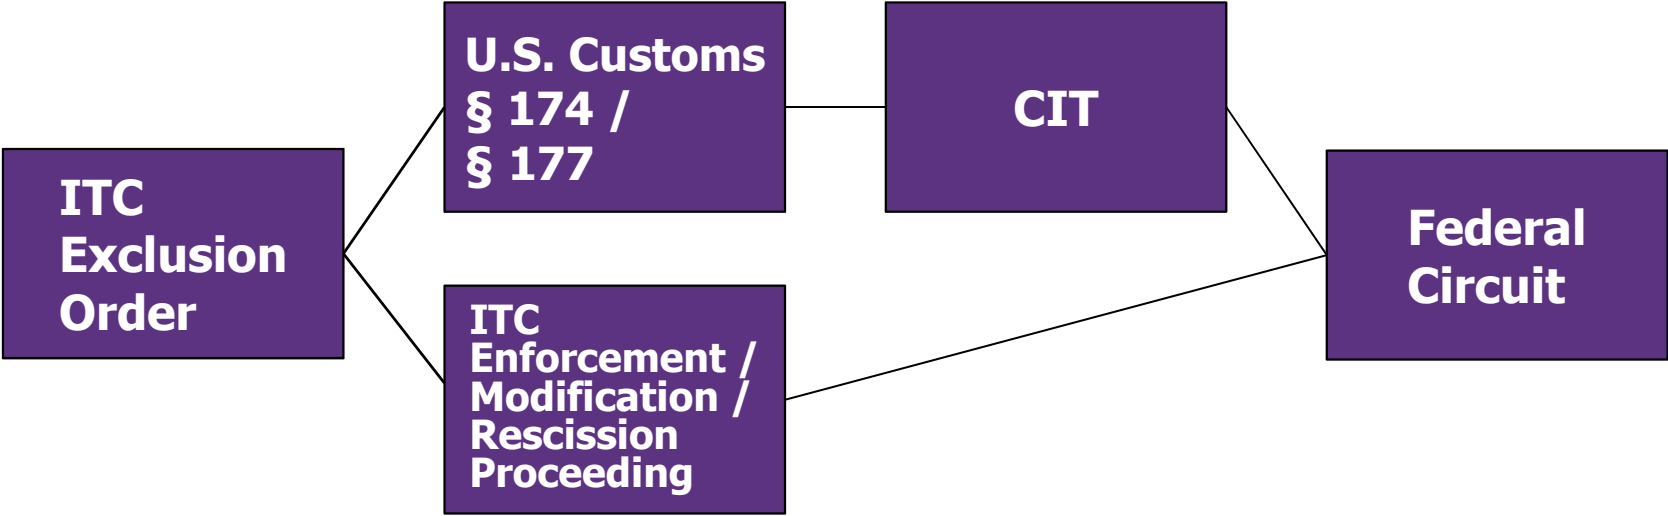 ITC
Exclusion
Order
U.S. Customs
§ 174 /
§ 177
CIT
ITC
Enforcement /
Modification /
Rescission
Proceeding
Federal
Circuit